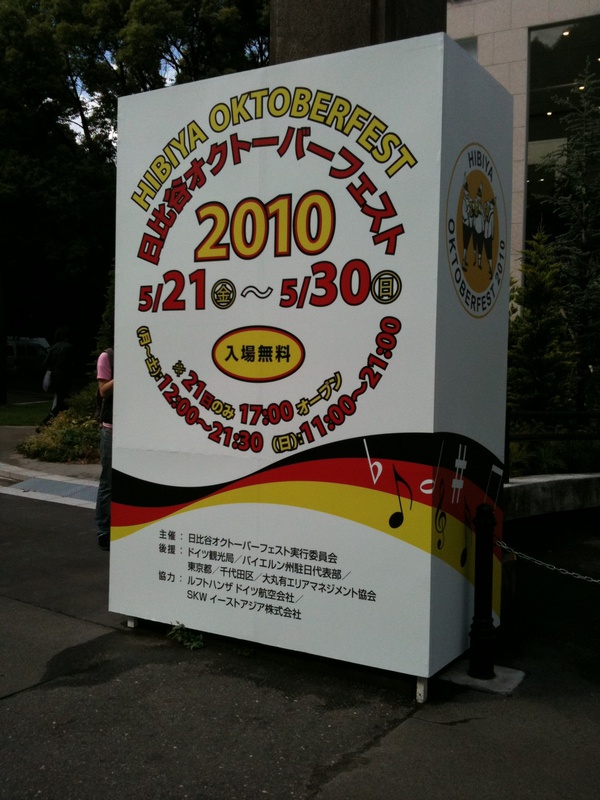 HIBIYA OKTOBERFEST
日比谷オクトーバーフェスト
2010
5/21㊎～5/30㊐
入場無料
(月～土):12:00～21:30 (日):11:00～21:00
※21日のみ 17:00 オープン
主催：日比谷オクトーバーフェスト実行委員会
後援：ドイツ観光局／バイエルン州駐日代表部／
東京都／千代田区／大丸有エリアマネジメント協会
協力：ルフトハンザ ドイツ航空会社／
SKW イーストアジア株式会社
HIBIYA
OKTOBERFEST 2010